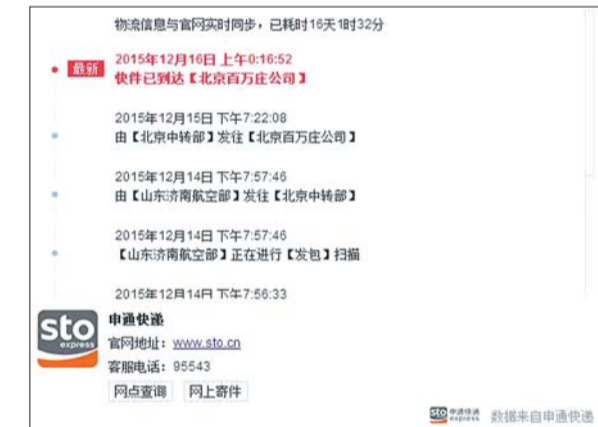 物流信息与官网实时同步,已耗时16天1时32分
最新
2015年12月16日 上午0:16:52
快件已到达【北京百万庄公司】
2015年12月15日 下午7:22:08
由【北京中转部】发往【北京百万庄公司】
2015年12月14日 下午7:57:46
由【山东济南航空部】发往【北京中转部】
2015年12月14日 下午7:57:46
【山东济南航空部】正在进行【发包】扫描
2015年12月14日 下午7:56:33
sto
express
申通快递
官网地址:www.sto.cn
客服电话:95543
网点查询 网上寄件
sto 申通快递 express 数据来自申通快递